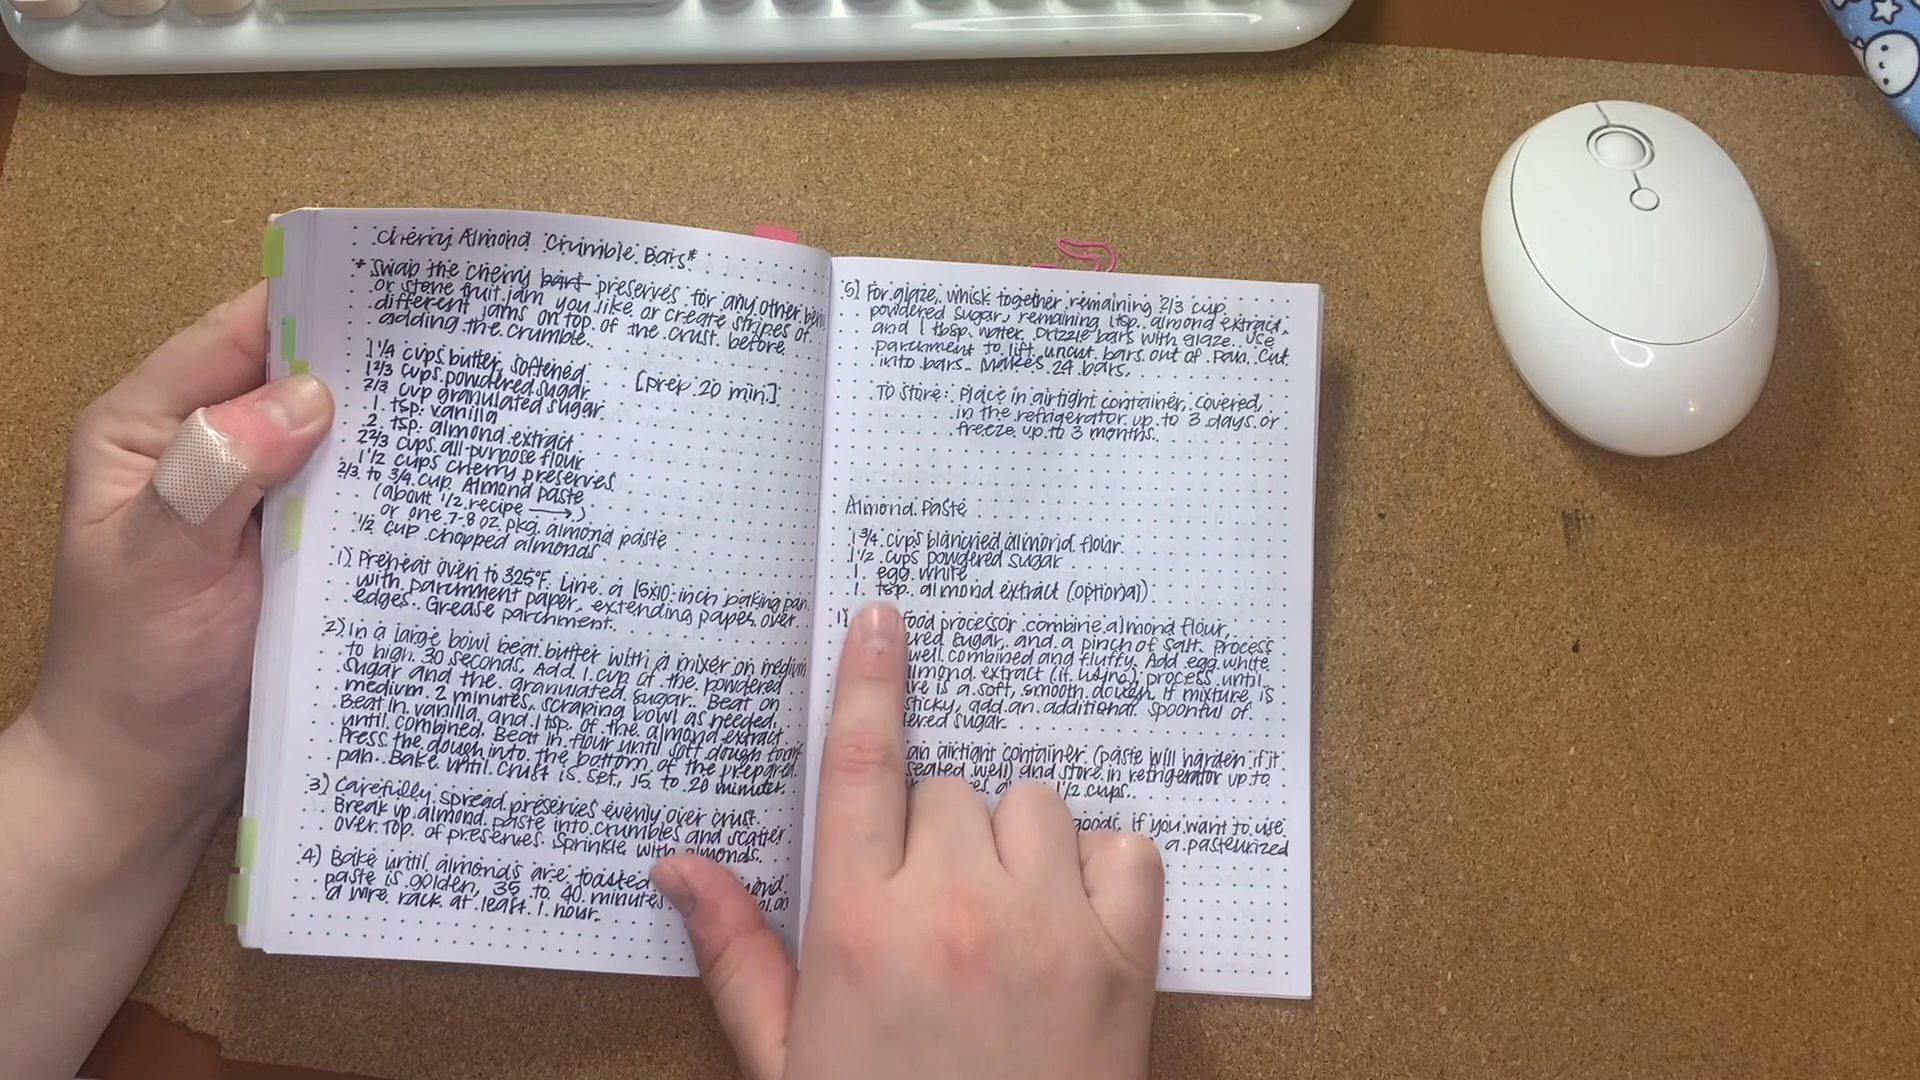 Cherry Almond Crumble Bars*
* Swap the cherry bars preserves for any other berry
or stone fruit jam you like or create stripes of
different jams on top of the crust before
adding the crumble.
1 1/4 cups butter, softened
1 2/3 cups powdered sugar
[prep 20 min.]
2/3 cup granulated sugar
1 tsp. vanilla
2 tsp. almond extract
2 2/3 cups all-purpose flour
1 1/2 cups cherry preserves
2/3 to 3/4 cup Almond paste
(about 1/2 recipe →)
or one 7-8 oz. pkg. almond paste
1/2 cup chopped almonds
1) Preheat oven to 325°F. Line a 15x10-inch baking pan
with parchment paper, extending paper over
edges. Grease parchment.
2) In a large bowl beat butter with a mixer on medium
to high 30 seconds. Add 1 cup of the powdered
sugar and the granulated sugar. Beat on
medium 2 minutes, scraping bowl as needed.
Beat in vanilla and 1 tsp. of the almond extract
until combined. Beat in flour until soft dough forms.
Press the dough into the bottom of the prepared
pan. Bake until crust is set, 15 to 20 minutes.
3) Carefully spread preserves evenly over crust.
Break up almond paste into crumbles and scatter
over top of preserves. Sprinkle with almonds.
4) Bake until almonds are toasted
paste is golden, 35 to 40 minutes on
a wire rack at least 1 hour.
5) For glaze, whisk together remaining 2/3 cup
powdered sugar, remaining 1 tsp. almond extract,
and 1 tbsp. water. Drizzle bars with glaze. Use
parchment to lift uncut bars out of pan. Cut
into bars. Makes 24 bars.
To store: Place in airtight container, covered,
in the refrigerator up to 3 days or
freeze up to 3 months.
Almond Paste
1 3/4 cups blanched almond flour
1 1/2 cups powdered sugar
1 egg white
1 tsp. almond extract (optional)
1) food processor combine almond flour,
sugar, and a pinch of salt. Process
well combined and fluffy. Add egg white
almond extract (if using); process until
is a soft, smooth dough. If mixture is
sticky, add an additional spoonful of
sugar.
an airtight container (paste will harden if it
sealed well) and store in refrigerator up to
1 1/2 cups.
goods, if you want to use
a pasteurized